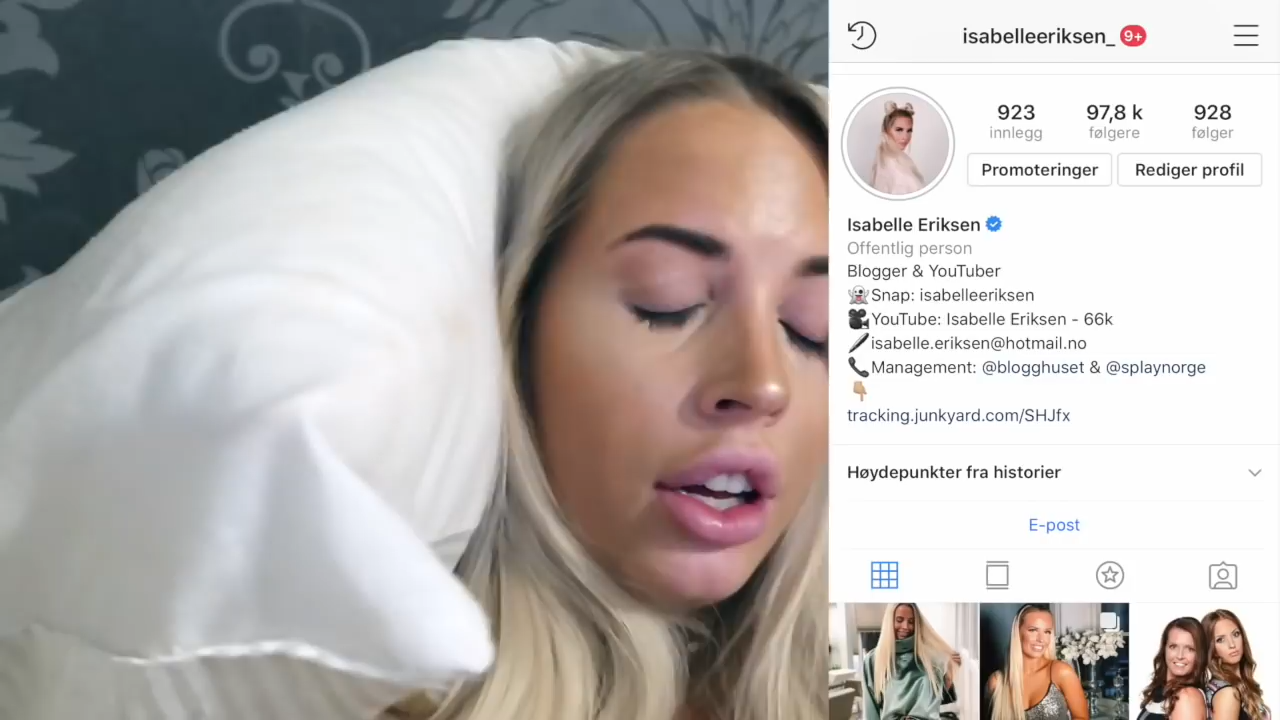 isabelleeriksen_ 9+
923 97,8 k 928
innlegg følgere følger
Promoteringer Rediger profil
Isabelle Eriksen
Offentlig person
Blogger & YouTuber
👻Snap: isabelleeriksen
🎥YouTube: Isabelle Eriksen - 66k
🖊isabelle.eriksen@hotmail.no
📞Management: @blogghuset & @splaynorge
👇🏼
tracking.junkyard.com/SHJfx
Høydepunkter fra historier
E-post